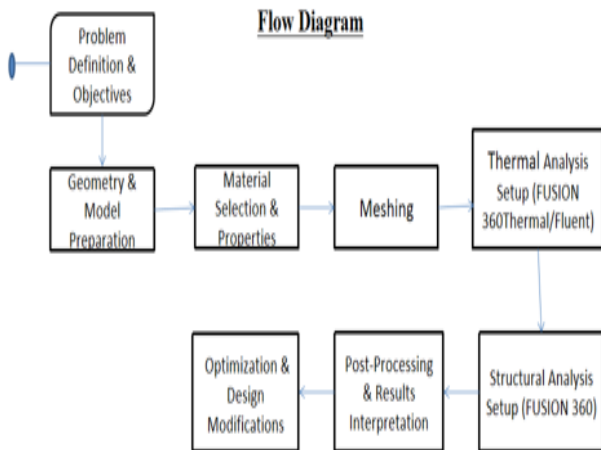 Flow Diagram
Problem
Definition &
Objectives
Geometry &
Model
Preparation
Material
Selection &
Properties
Meshing
Thermal Analysis
Setup (FUSION
360Thermal/Fluent)
Structural Analysis
Setup (FUSION 360)
Post-Processing
& Results
Interpretation
Optimization &
Design
Modifications